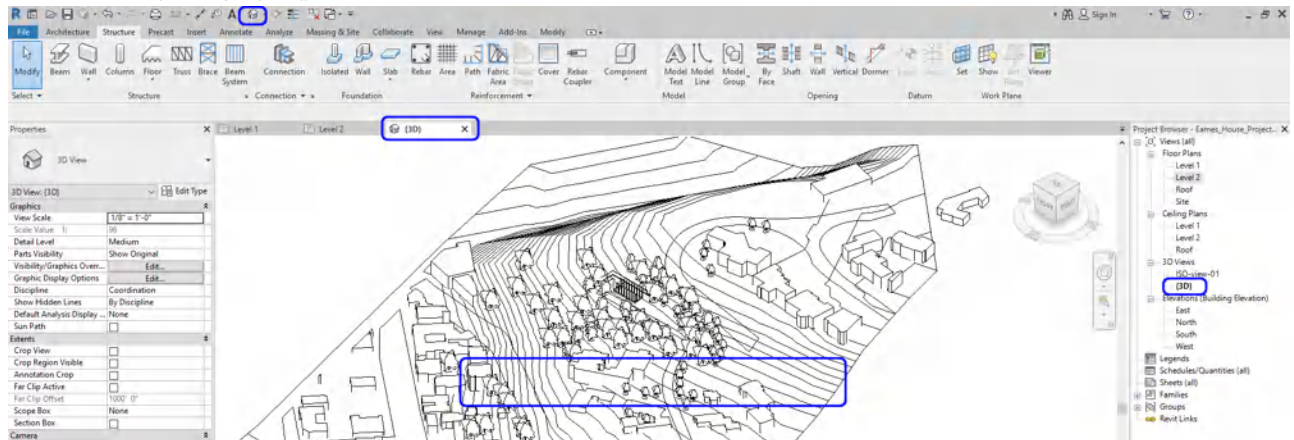 Sign In
File Architecture Structure Precast Insert Annotate Analyze Massing & Site Collaborate View Manage Add-Ins Modify
Modify Beam Wall Column Floor Truss Brace Beam System Connection Isolated Wall Slab Rebar Area Path Fabric Area Cover Rebar Coupler Component Model Text Model Line Model Group By Face Shaft Wall Vertical Dormer Set Show Viewer
Select Structure Connection Foundation Reinforcement Model Opening Datum Work Plane
Properties
Level 1 Level 2 {3D}
Project Browser - Eames_House_Project...
3D View
3D View: {3D} Edit Type
Graphics
View Scale 1/8" = 1'-0"
Scale Value 1: 96
Detail Level Medium
Parts Visibility Show Original
Visibility/Graphics Overr... Edit...
Graphic Display Options Edit...
Discipline Coordination
Show Hidden Lines By Discipline
Default Analysis Display ... None
Sun Path
Extents
Crop View
Crop Region Visible
Annotation Crop
Far Clip Active
Far Clip Offset 1000' 0"
Scope Box None
Section Box
Camera
Views (all)
Floor Plans
Level 1
Level 2
Roof
Site
Ceiling Plans
Level 1
Level 2
Roof
3D Views
ISO-view-01
{3D}
Elevations (Building Elevation)
East
North
South
West
Legends
Schedules/Quantities (all)
Sheets (all)
Families
Groups
Revit Links